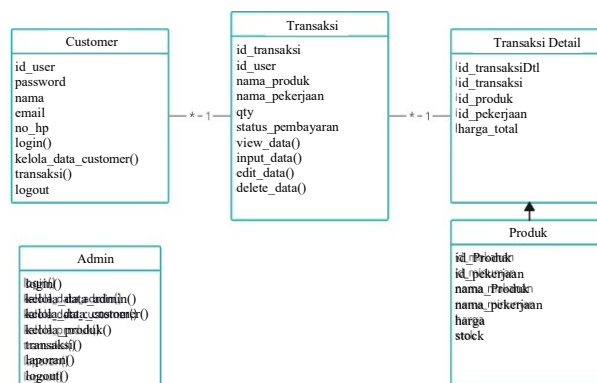 Customer
id_user
password
nama
email
no_hp
login()
kelola_data_customer()
transaksi()
logout
* - 1
Transaksi
id_transaksi
id_user
nama_produk
nama_pekerjaan
qty
status_pembayaran
view_data()
input_data()
edit_data()
delete_data()
* - 1
Transaksi Detail
id_transaksiDtl
id_transaksi
id_produk
id_pekerjaan
harga_total
Produk
id_Produk
id_pekerjaan
nama_Produk
nama_pekerjaan
harga
stock
Admin
login()
kelola_data_admin()
kelola_data_customer()
kelola_produk()
transaksi()
laporan()
logout()